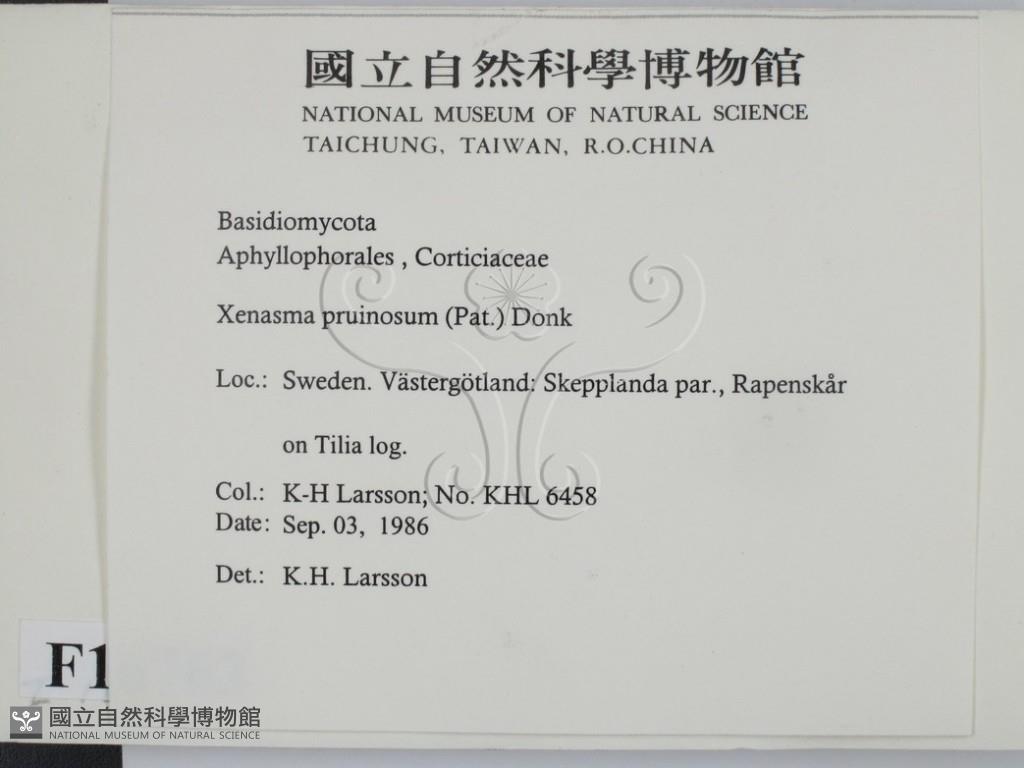 國立自然科學博物館
NATIONAL MUSEUM OF NATURAL SCIENCE
TAICHUNG, TAIWAN, R.O.CHINA
Basidiomycota
Aphyllophorales , Corticiaceae
Xenasma pruinosum (Pat.) Donk
Loc.: Sweden. Västergötland: Skepplanda par., Rapenskår
on Tilia log.
Col.: K-H Larsson; No. KHL 6458
Date: Sep. 03, 1986
Det.: K.H. Larsson
F1
國立自然科學博物館
NATIONAL MUSEUM OF NATURAL SCIENCE